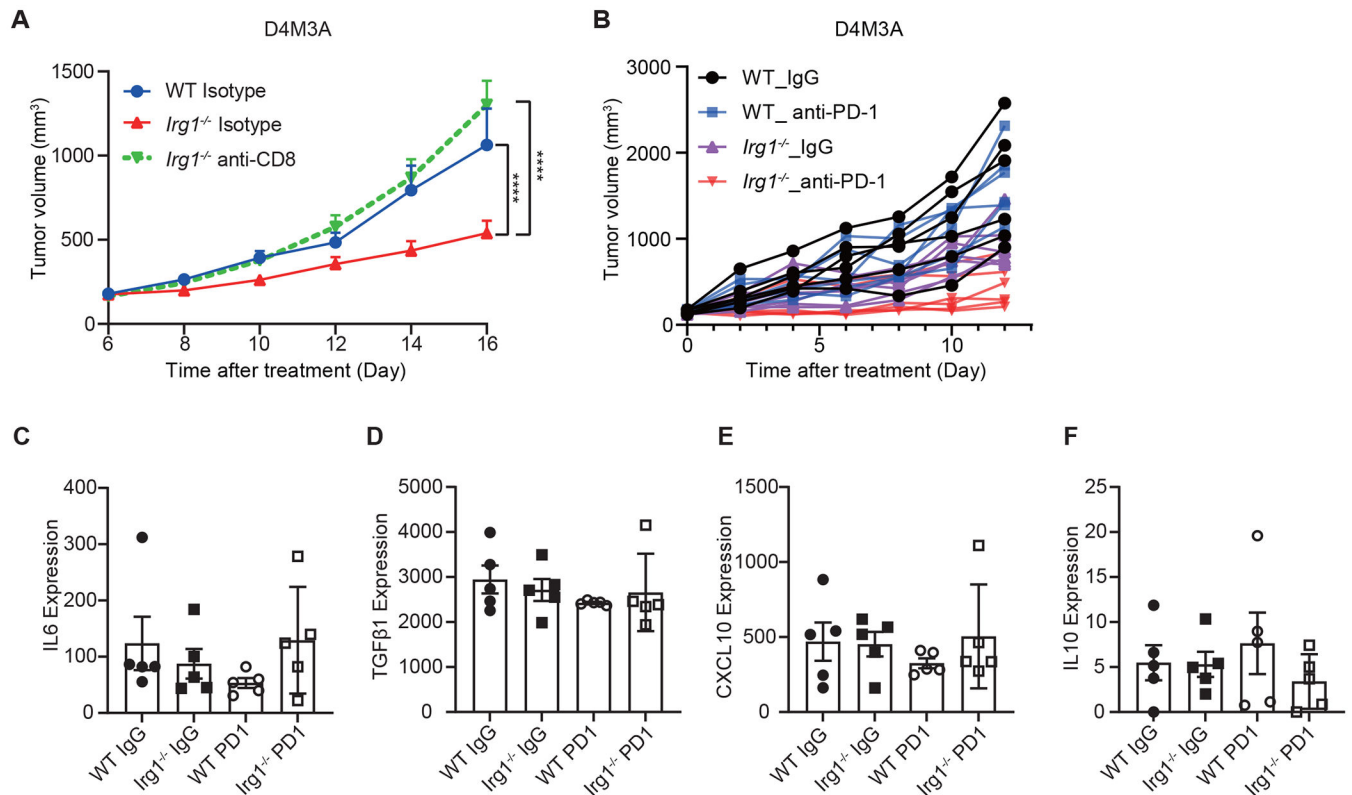 A
D4M3A
Tumor volume (mm³)
1500
1000
500
0
WT Isotype
Irg1⁻/⁻ Isotype
Irg1⁻/⁻ anti-CD8
****
****
6 8 10 12 14 16
Time after treatment (Day)
B
D4M3A
Tumor volume (mm³)
3000
2000
1000
0
WT_IgG
WT_ anti-PD-1
Irg1⁻/⁻_IgG
Irg1⁻/⁻_anti-PD-1
0 5 10
Time after treatment (Day)
C
IL6 Expression
400
300
200
100
0
WT IgG
Irg1⁻/⁻ IgG
WT PD1
Irg1⁻/⁻ PD1
D
TGFβ1 Expression
5000
4000
3000
2000
1000
0
WT IgG
Irg1⁻/⁻ IgG
WT PD1
Irg1⁻/⁻ PD1
E
CXCL10 Expression
1500
1000
500
0
WT IgG
Irg1⁻/⁻ IgG
WT PD1
Irg1⁻/⁻ PD1
F
IL10 Expression
25
20
15
10
5
0
WT IgG
Irg1⁻/⁻ IgG
WT PD1
Irg1⁻/⁻ PD1